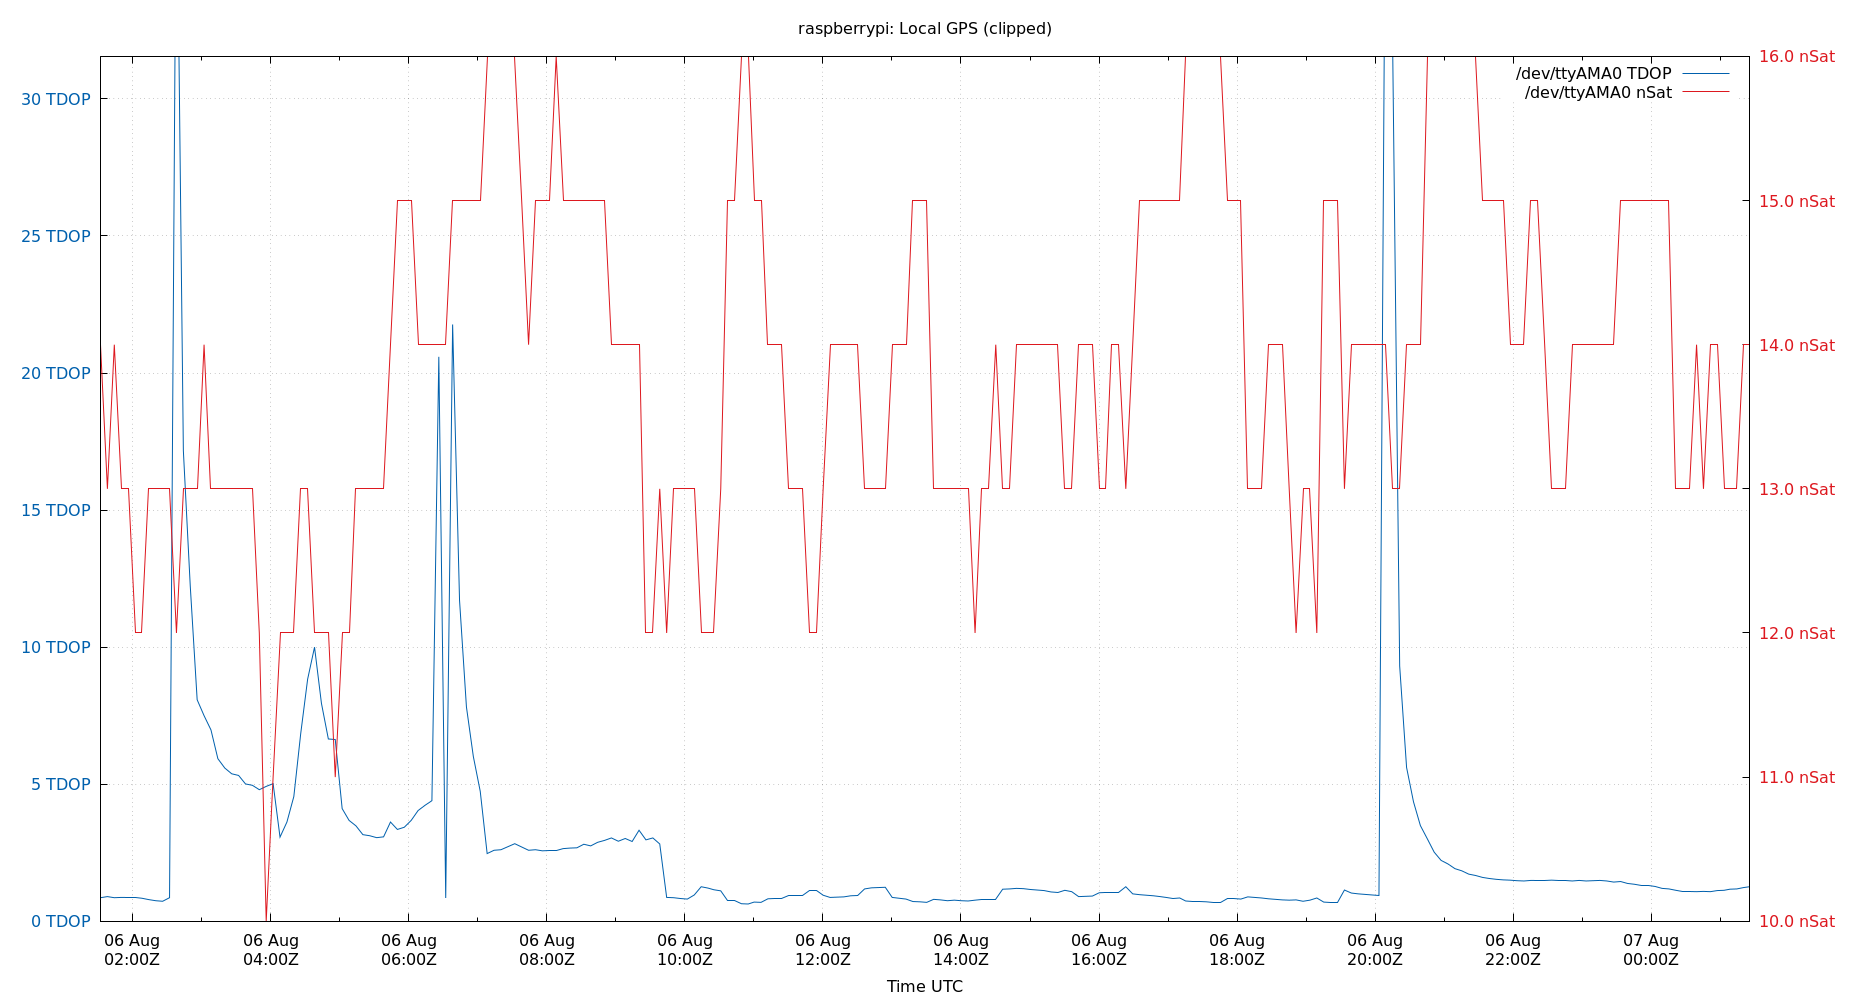 raspberrypi: Local GPS (clipped)
/dev/ttyAMA0 TDOP
/dev/ttyAMA0 nSat
30 TDOP
25 TDOP
20 TDOP
15 TDOP
10 TDOP
5 TDOP
0 TDOP
16.0 nSat
15.0 nSat
14.0 nSat
13.0 nSat
12.0 nSat
11.0 nSat
10.0 nSat
06 Aug
02:00Z
06 Aug
04:00Z
06 Aug
06:00Z
06 Aug
08:00Z
06 Aug
10:00Z
06 Aug
12:00Z
06 Aug
14:00Z
06 Aug
16:00Z
06 Aug
18:00Z
06 Aug
20:00Z
06 Aug
22:00Z
07 Aug
00:00Z
Time UTC